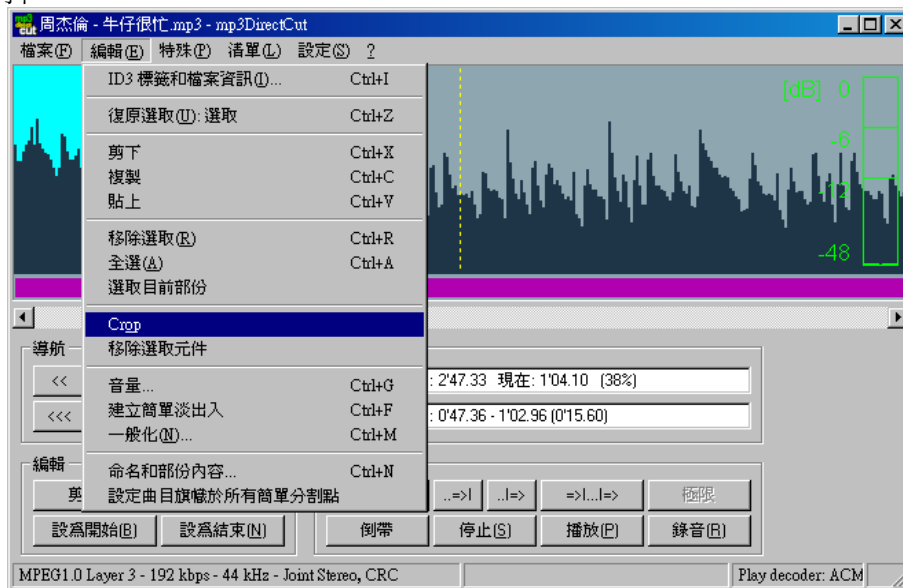 周杰倫 - 牛仔很忙.mp3 - mp3DirectCut
檔案(F) 編輯(E) 特殊(P) 清單(L) 設定(S) ?
ID3 標籤和檔案資訊(I)... Ctrl+I
復原選取(U): 選取 Ctrl+Z
剪下 Ctrl+X
複製 Ctrl+C
貼上 Ctrl+V
移除選取(R) Ctrl+R
全選(A) Ctrl+A
選取目前部份
Crop
移除選取元件
音量... Ctrl+G
建立簡單淡出入 Ctrl+F
一般化(N)... Ctrl+M
命名和部份內容... Ctrl+N
設定曲目旗幟於所有簡單分割點
[dB] 0
-6
-12
-48
導航
<<
<<<
: 2'47.33 現在: 1'04.10 (38%)
: 0'47.36 - 1'02.96 (0'15.60)
編輯
剪
設為開始(B) 設為結束(N)
..=>I ..I=> =>I...I=> 極限
倒帶 停止(S) 播放(P) 錄音(R)
MPEG1.0 Layer 3 - 192 kbps - 44 kHz - Joint Stereo, CRC
Play decoder: ACM